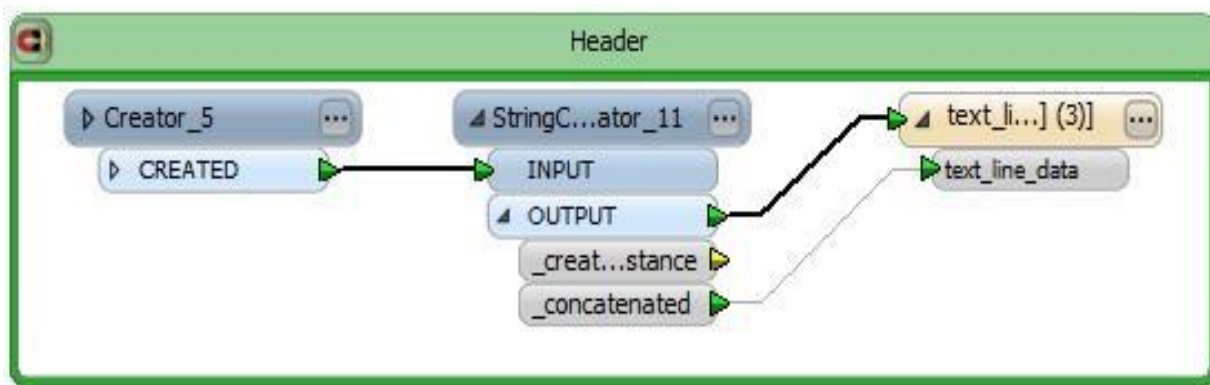 Header
Creator_5
CREATED
StringC...ator_11
INPUT
OUTPUT
_creat...stance
_concatenated
text_li...] (3)]
text_line_data